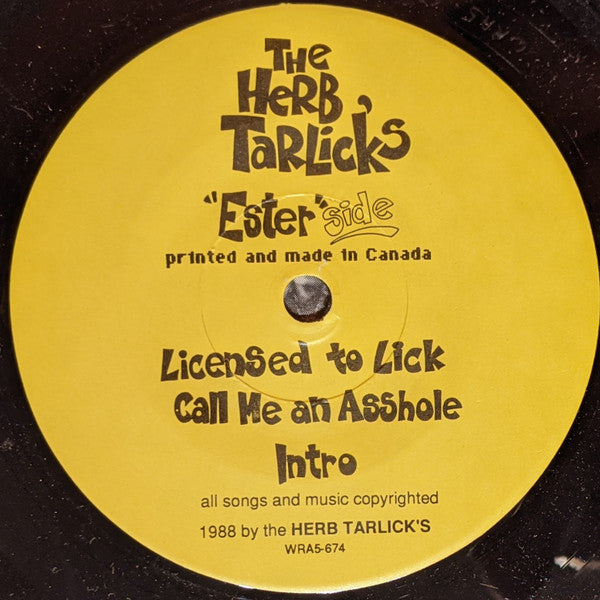 THE
HERB
TARLICK'S
"Ester" side
printed and made in Canada
Licensed to Lick
Call Me an Asshole
Intro
all songs and music copyrighted
1988 by the HERB TARLICK'S
WRA5-674